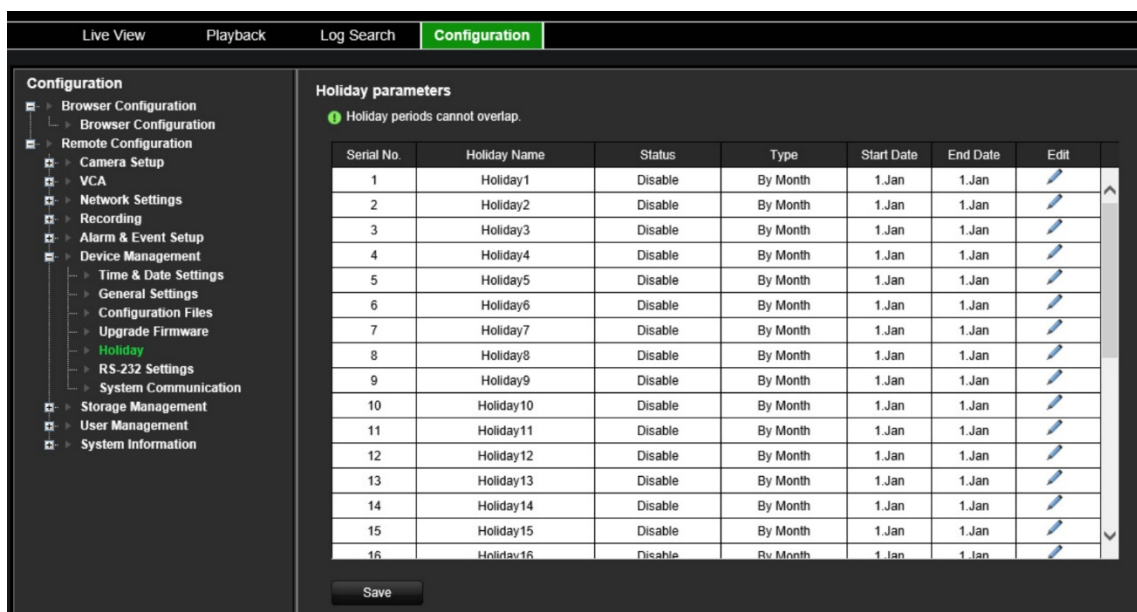 Live View Playback Log Search Configuration
Configuration
Browser Configuration
Browser Configuration
Remote Configuration
Camera Setup
VCA
Network Settings
Recording
Alarm & Event Setup
Device Management
Time & Date Settings
General Settings
Configuration Files
Upgrade Firmware
Holiday
RS-232 Settings
System Communication
Storage Management
User Management
System Information
Holiday parameters
Holiday periods cannot overlap.
Serial No. Holiday Name Status Type Start Date End Date Edit
1 Holiday1 Disable By Month 1.Jan 1.Jan
2 Holiday2 Disable By Month 1.Jan 1.Jan
3 Holiday3 Disable By Month 1.Jan 1.Jan
4 Holiday4 Disable By Month 1.Jan 1.Jan
5 Holiday5 Disable By Month 1.Jan 1.Jan
6 Holiday6 Disable By Month 1.Jan 1.Jan
7 Holiday7 Disable By Month 1.Jan 1.Jan
8 Holiday8 Disable By Month 1.Jan 1.Jan
9 Holiday9 Disable By Month 1.Jan 1.Jan
10 Holiday10 Disable By Month 1.Jan 1.Jan
11 Holiday11 Disable By Month 1.Jan 1.Jan
12 Holiday12 Disable By Month 1.Jan 1.Jan
13 Holiday13 Disable By Month 1.Jan 1.Jan
14 Holiday14 Disable By Month 1.Jan 1.Jan
15 Holiday15 Disable By Month 1.Jan 1.Jan
16 Holiday16 Disable By Month 1.Jan 1.Jan
Save